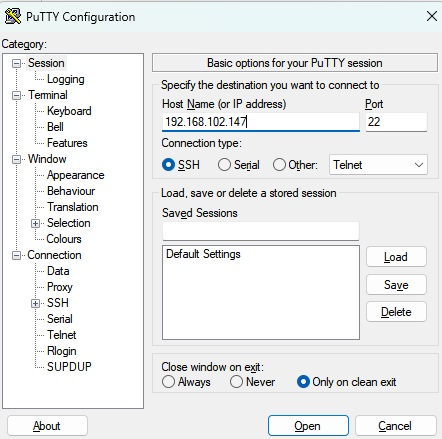 PuTTY Configuration
Category:
Session
Logging
Terminal
Keyboard
Bell
Features
Window
Appearance
Behaviour
Translation
Selection
Colours
Connection
Data
Proxy
SSH
Serial
Telnet
Rlogin
SUPDUP
Basic options for your PuTTY session
Specify the destination you want to connect to
Host Name (or IP address) Port
192.168.102.147 22
Connection type:
SSH Serial Other: Telnet
Load, save or delete a stored session
Saved Sessions
Default Settings
Load
Save
Delete
Close window on exit:
Always Never Only on clean exit
About Open Cancel